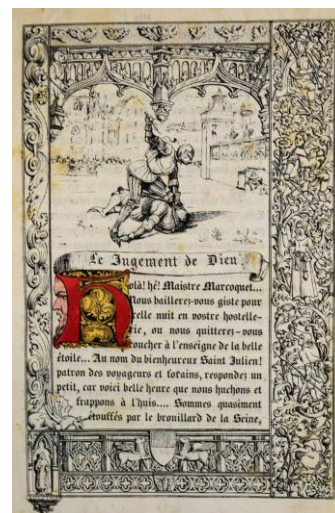 Le Jugement de Dieu.
Holà! hé! Maistre Marcoquet...
Nous baillerez-vous giste pour
celle nuit en vostre hostelle-
rie, ou nous quitterez-vous
coucher à l'enseigne de la belle
étoile... Au nom du bienheureux Saint Julien!
patron des voyageurs et forains, respondez un
petit, car voici belle heure que nous huchons et
frappons à l'huis.... Sommes quasiment
étouffés par le brouillard de la Seine,